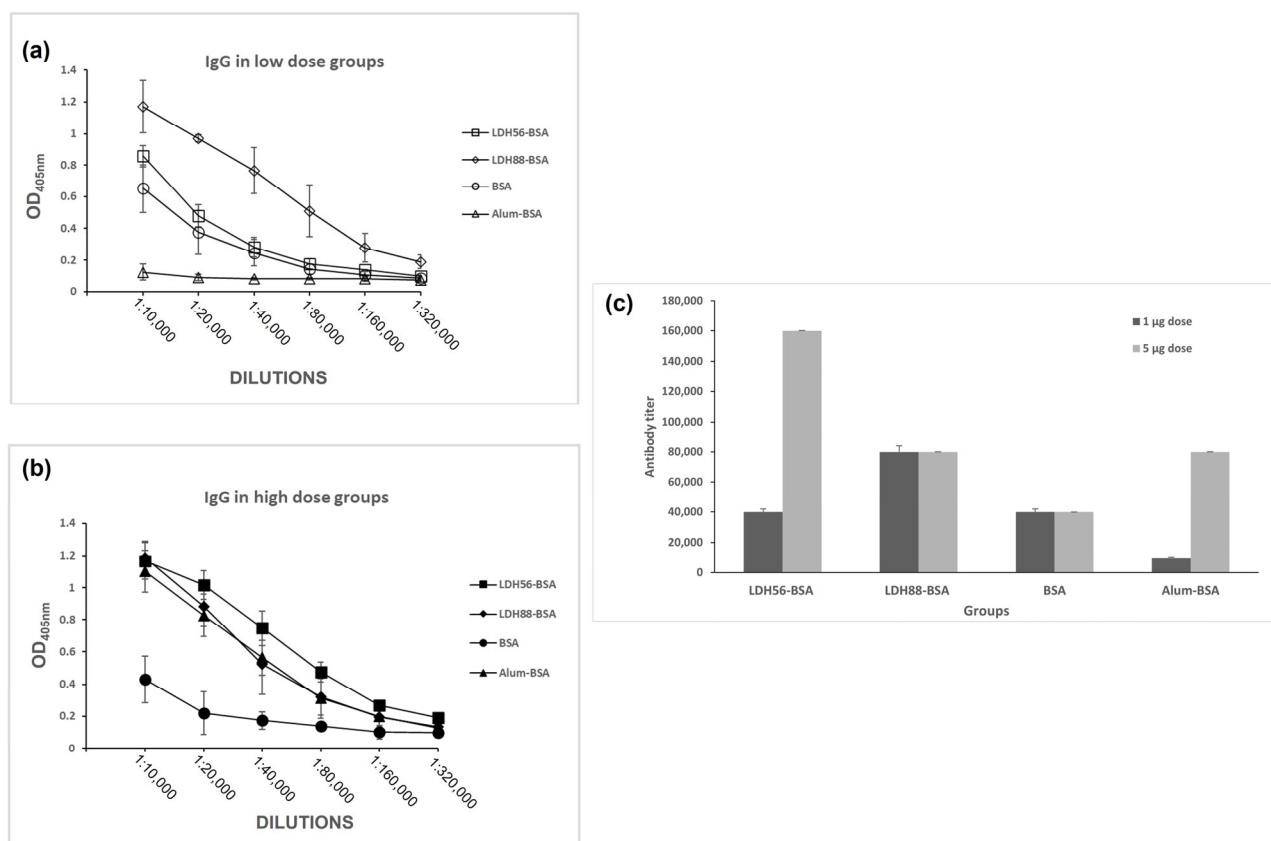 (a)
IgG in low dose groups
1.4
1.2
1
0.8
0.6
0.4
0.2
0
OD405nm
1:10,000
1:20,000
1:40,000
1:80,000
1:160,000
1:320,000
DILUTIONS
LDH56-BSA
LDH88-BSA
BSA
Alum-BSA
(b)
IgG in high dose groups
1.4
1.2
1
0.8
0.6
0.4
0.2
0
OD405nm
1:10,000
1:20,000
1:40,000
1:80,000
1:160,000
1:320,000
DILUTIONS
LDH56-BSA
LDH88-BSA
BSA
Alum-BSA
(c)
180,000
160,000
140,000
120,000
100,000
80,000
60,000
40,000
20,000
0
Antibody titer
LDH56-BSA
LDH88-BSA
BSA
Alum-BSA
Groups
1 µg dose
5 µg dose